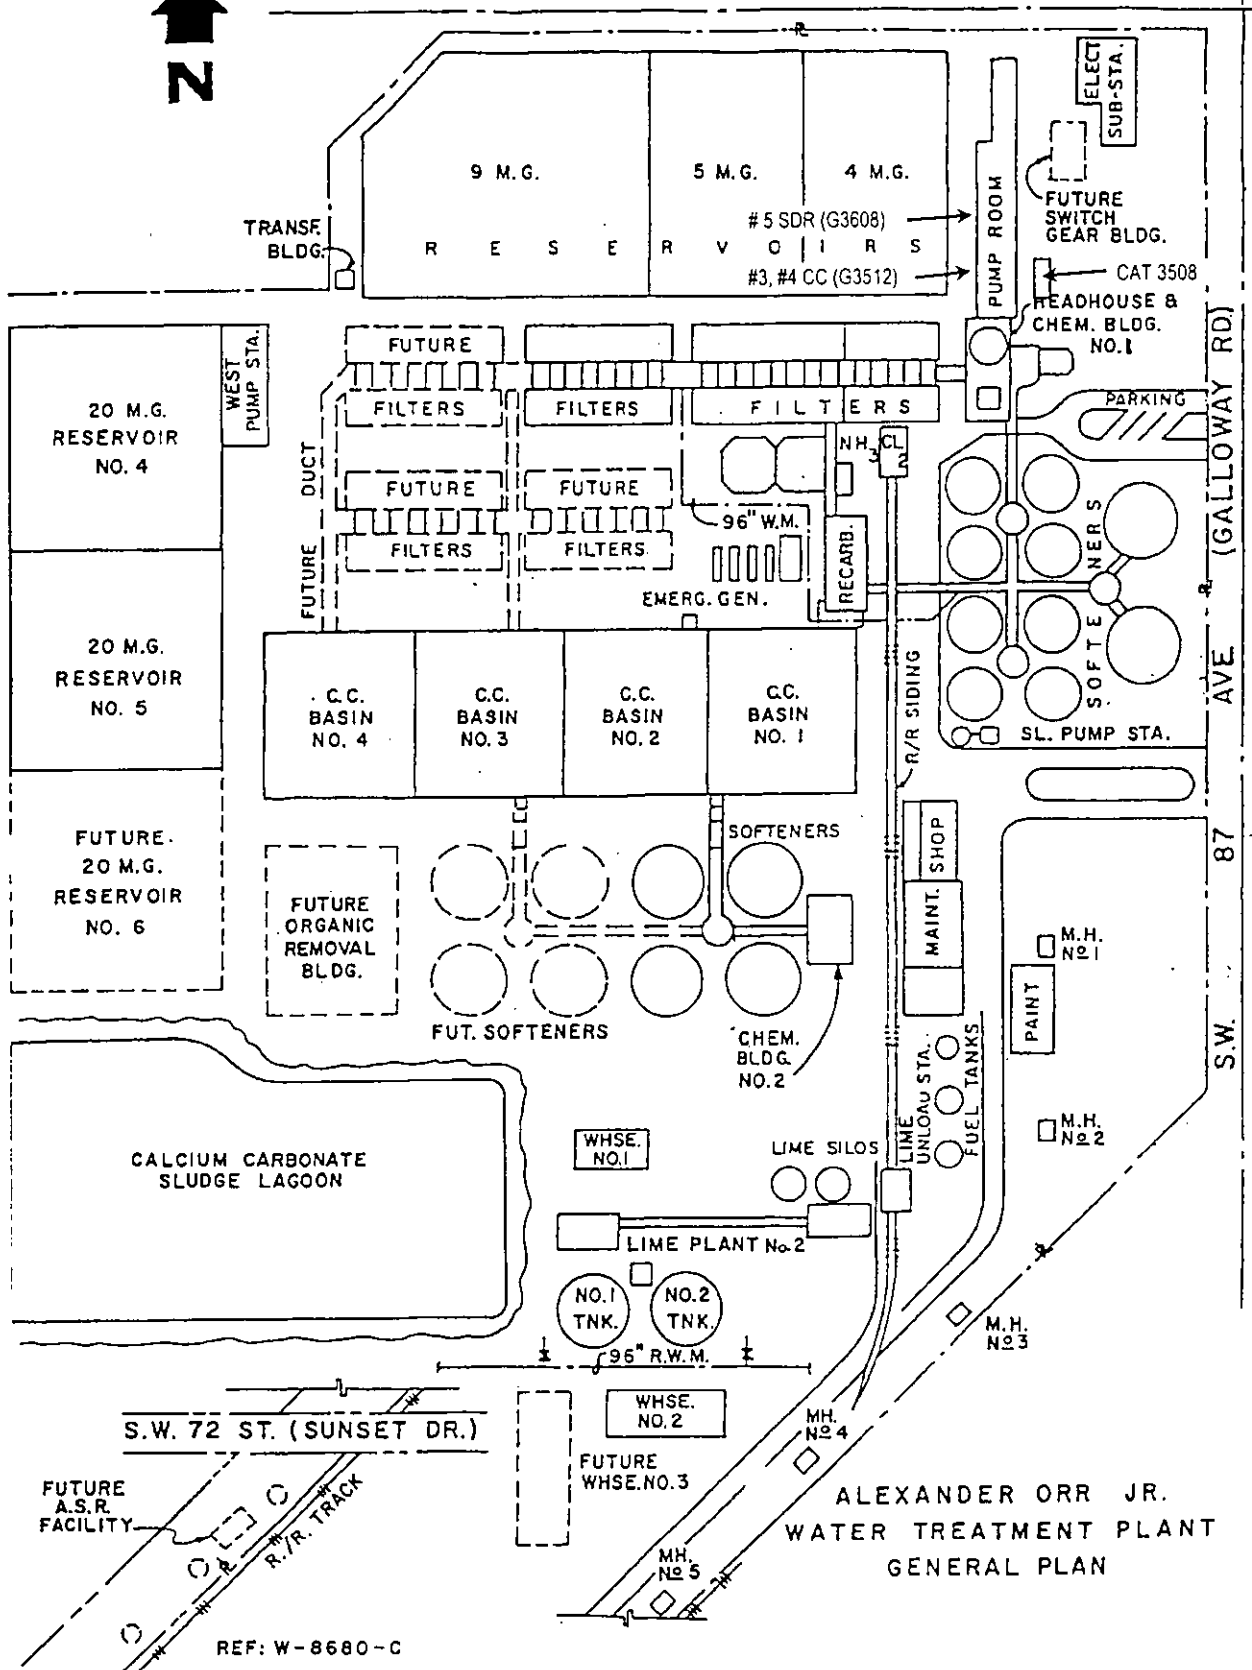 N
ELECT
SUB-STA.
9 M.G.
5 M.G.
4 M.G.
# 5 SDR (G3608)
PUMP ROOM
FUTURE
SWITCH
GEAR BLDG.
TRANSF.
BLDG.
R E S E R V O I R S
#3, #4 CC (G3512)
CAT 3508
HEADHOUSE &
CHEM. BLDG.
NO. 1
WEST
PUMP STA.
FUTURE
FILTERS
FILTERS
F I L T E R S
PARKING
20 M.G.
RESERVOIR
NO. 4
FUTURE DUCT
NH3
CL2
FUTURE
FUTURE
FILTERS
FILTERS
96" W.M.
EMERG. GEN.
RECARB.
SOFTENERS
S.W. 87 AVE (GALLOWAY RD)
20 M.G.
RESERVOIR
NO. 5
C.C.
BASIN
NO. 4
C.C.
BASIN
NO. 3
C.C.
BASIN
NO. 2
C.C.
BASIN
NO. 1
R/R SIDING
SL. PUMP STA.
FUTURE
20 M.G.
RESERVOIR
NO. 6
FUTURE
ORGANIC
REMOVAL
BLDG.
SOFTENERS
SHOP
MAINT.
FUT. SOFTENERS
CHEM.
BLDG.
NO. 2
M.H.
No 1
PAINT
LIME
UNLOAD STA.
FUEL TANKS
M.H.
No 2
CALCIUM CARBONATE
SLUDGE LAGOON
WHSE.
NO. 1
LIME SILOS
LIME PLANT No. 2
NO. 1
TNK.
NO. 2
TNK.
M.H.
No 3
96" R.W.M.
WHSE.
NO. 2
S.W. 72 ST. (SUNSET DR.)
MH.
No 4
FUTURE
WHSE. NO. 3
FUTURE
A.S.R.
FACILITY
R./R. TRACK
MH.
No 5
ALEXANDER ORR JR.
WATER TREATMENT PLANT
GENERAL PLAN
REF: W-8680-C